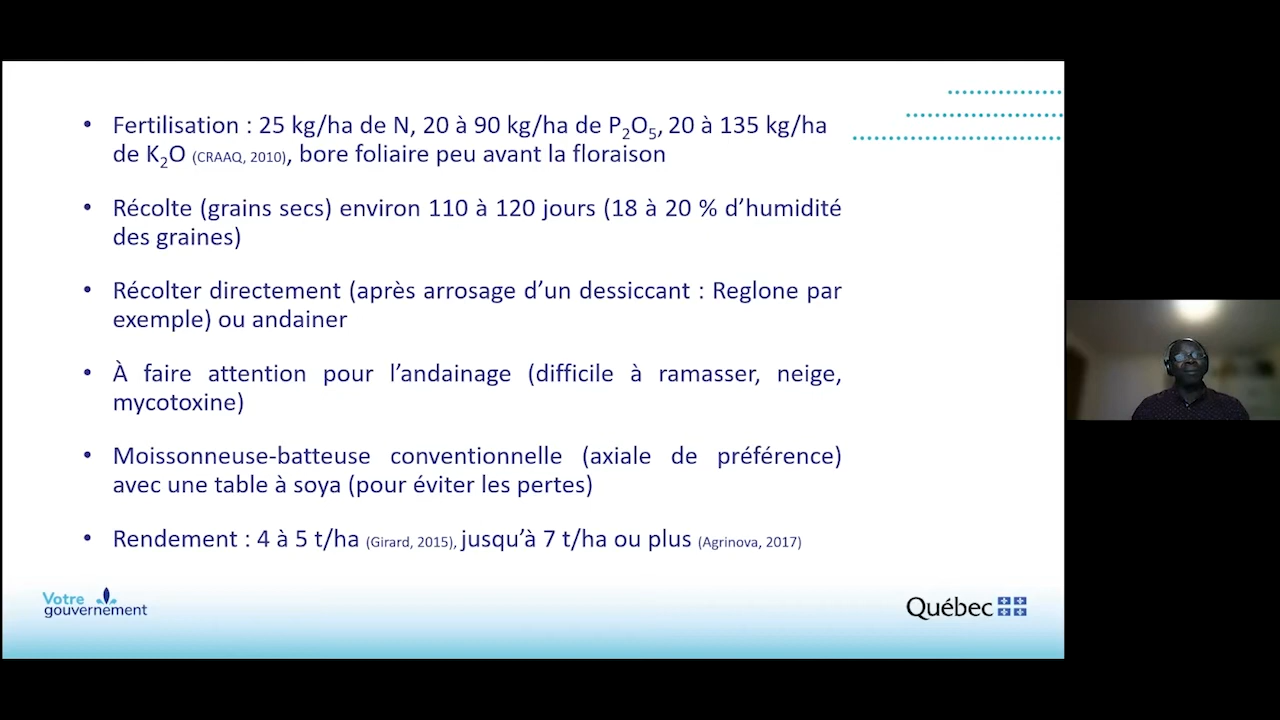 • Fertilisation : 25 kg/ha de N, 20 à 90 kg/ha de P₂O₅, 20 à 135 kg/ha
de K₂O (CRAAQ, 2010), bore foliaire peu avant la floraison
• Récolte (grains secs) environ 110 à 120 jours (18 à 20 % d’humidité
des graines)
• Récolter directement (après arrosage d’un dessiccant : Reglone par
exemple) ou andainer
• À faire attention pour l’andainage (difficile à ramasser, neige,
mycotoxine)
• Moissonneuse-batteuse conventionnelle (axiale de préférence)
avec une table à soya (pour éviter les pertes)
• Rendement : 4 à 5 t/ha (Girard, 2015), jusqu’à 7 t/ha ou plus (Agrinova, 2017)
Votre
gouvernement
Québec